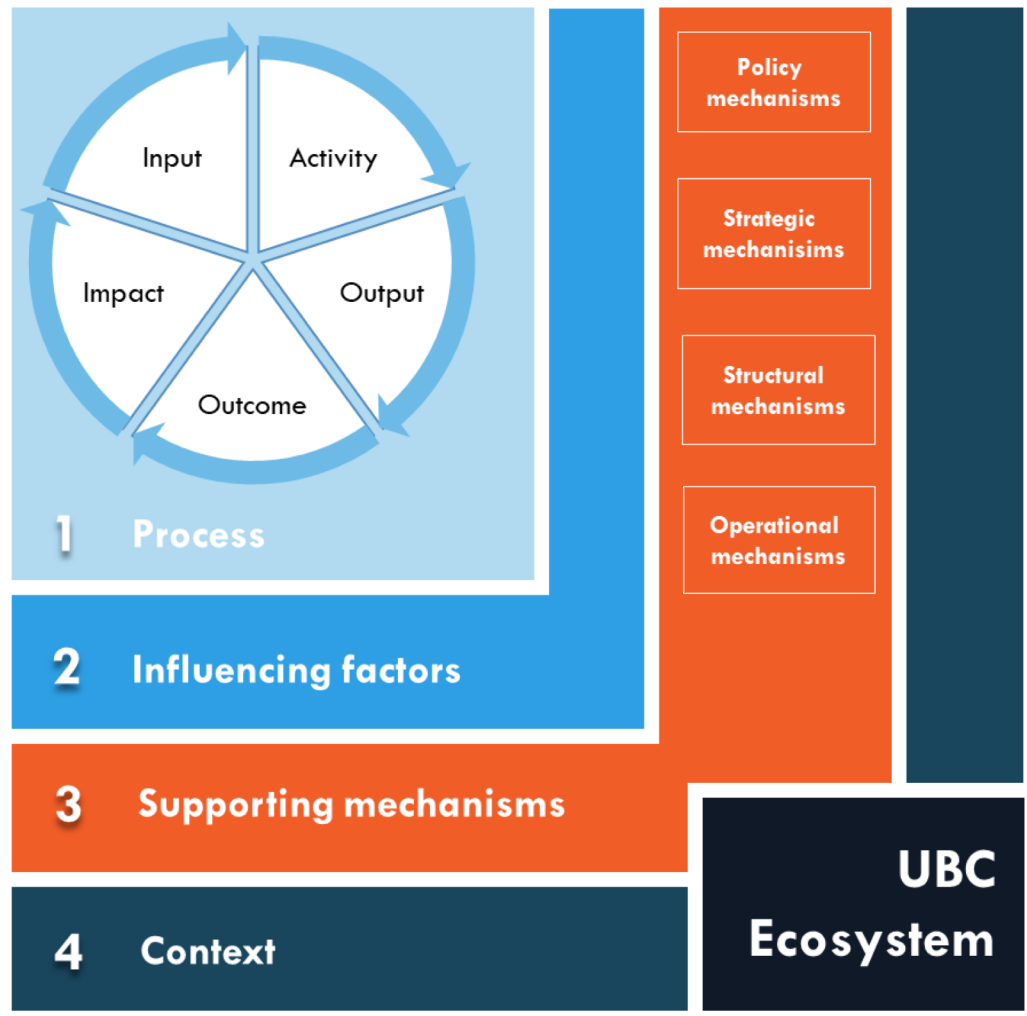 Input
Activity
Impact
Output
Outcome
1 Process
2 Influencing factors
3 Supporting mechanisms
4 Context
Policy
mechanisms
Strategic
mechanisims
Structural
mechanisms
Operational
mechanisms
UBC
Ecosystem